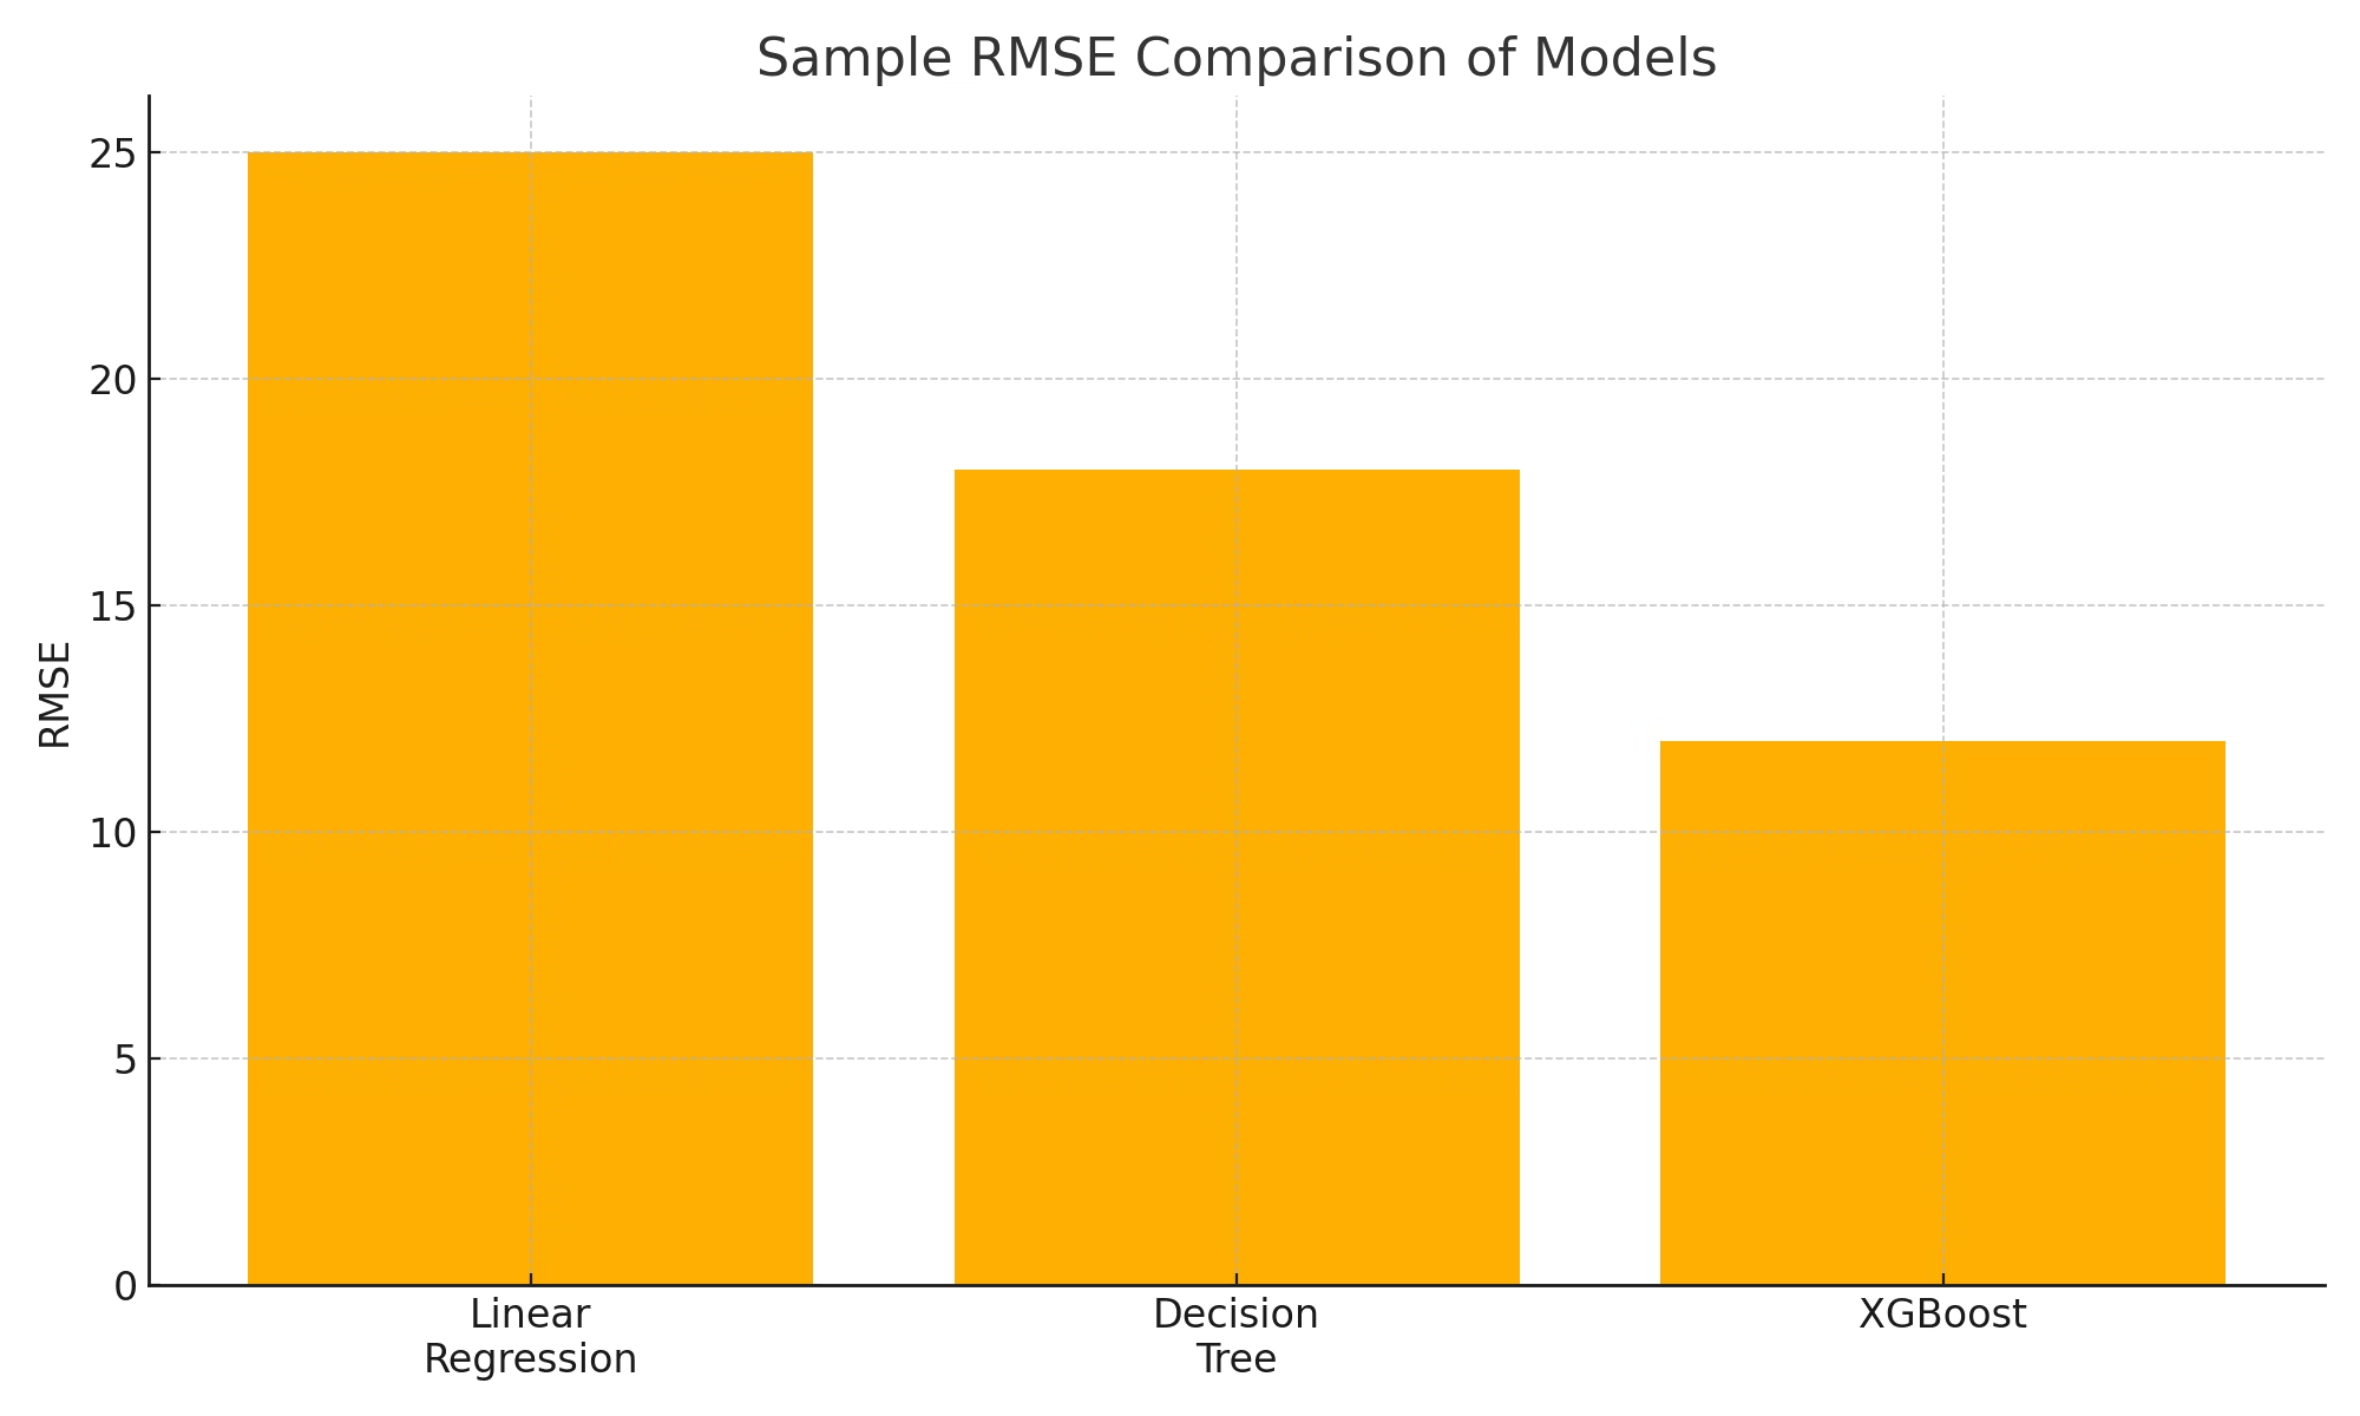 Sample RMSE Comparison of Models
RMSE
25
20
15
10
5
0
Linear
Regression
Decision
Tree
XGBoost